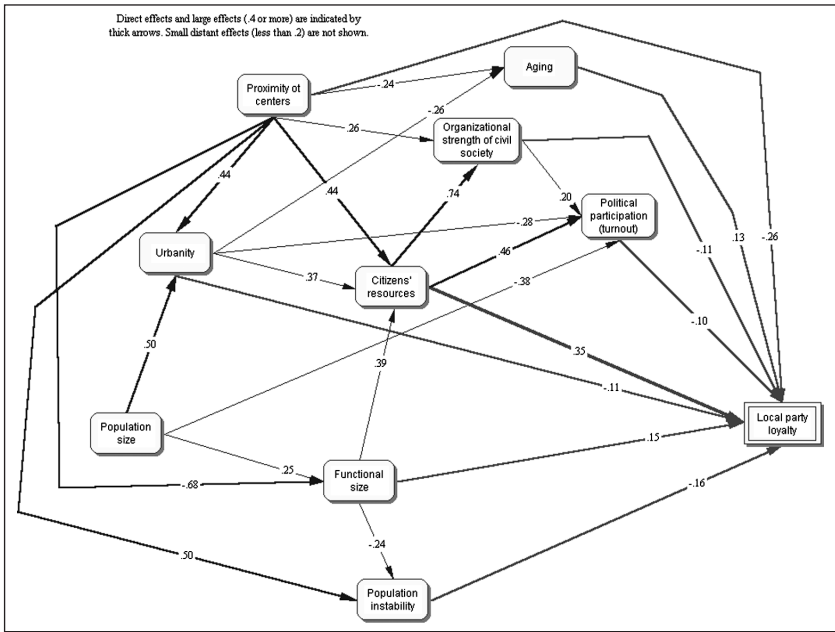 Direct effects and large effects (.4 or more) are indicated by
thick arrows. Small distant effects (less than .2) are not shown.
Aging
-.24
Proximity of
centers
-.26
.26
Organizational
strength of civil
society
.44
.44
.74
.20
Political
participation
(turnout)
.28
-.11
.13
-.26
Urbanity
.46
.37
Citizens'
resources
-.38
-.10
.50
.39
.35
-.11
Population
size
Local party
loyalty
.15
.25
Functional
size
-.68
-.16
-.24
.50
Population
instability